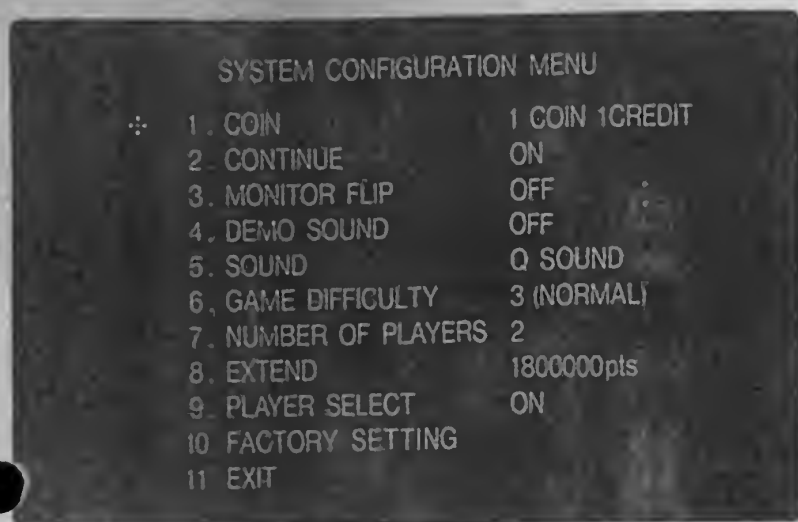 SYSTEM CONFIGURATION MENU
1. COIN 1 COIN 1CREDIT
2 CONTINUE ON
3. MONITOR FLIP OFF
4. DEMO SOUND OFF
5. SOUND Q SOUND
6, GAME DIFFICULTY 3 (NORMAL)
7. NUMBER OF PLAYERS 2
8. EXTEND 1800000pts
9. PLAYER SELECT ON
10 FACTORY SETTING
11 EXIT